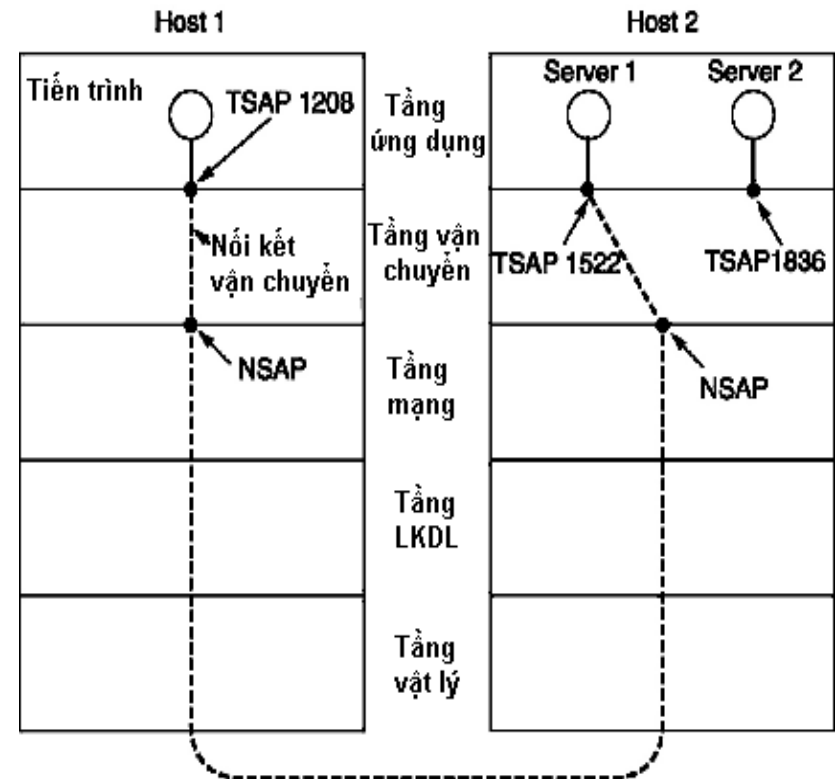 Host 1
Host 2
Tiến trình
TSAP 1208
Tầng
ứng dụng
Server 1
Server 2
Nối kết
vận chuyển
Tầng vận
chuyển
TSAP 1522
TSAP1836
NSAP
Tầng
mạng
NSAP
Tầng
LKDL
Tầng
vật lý